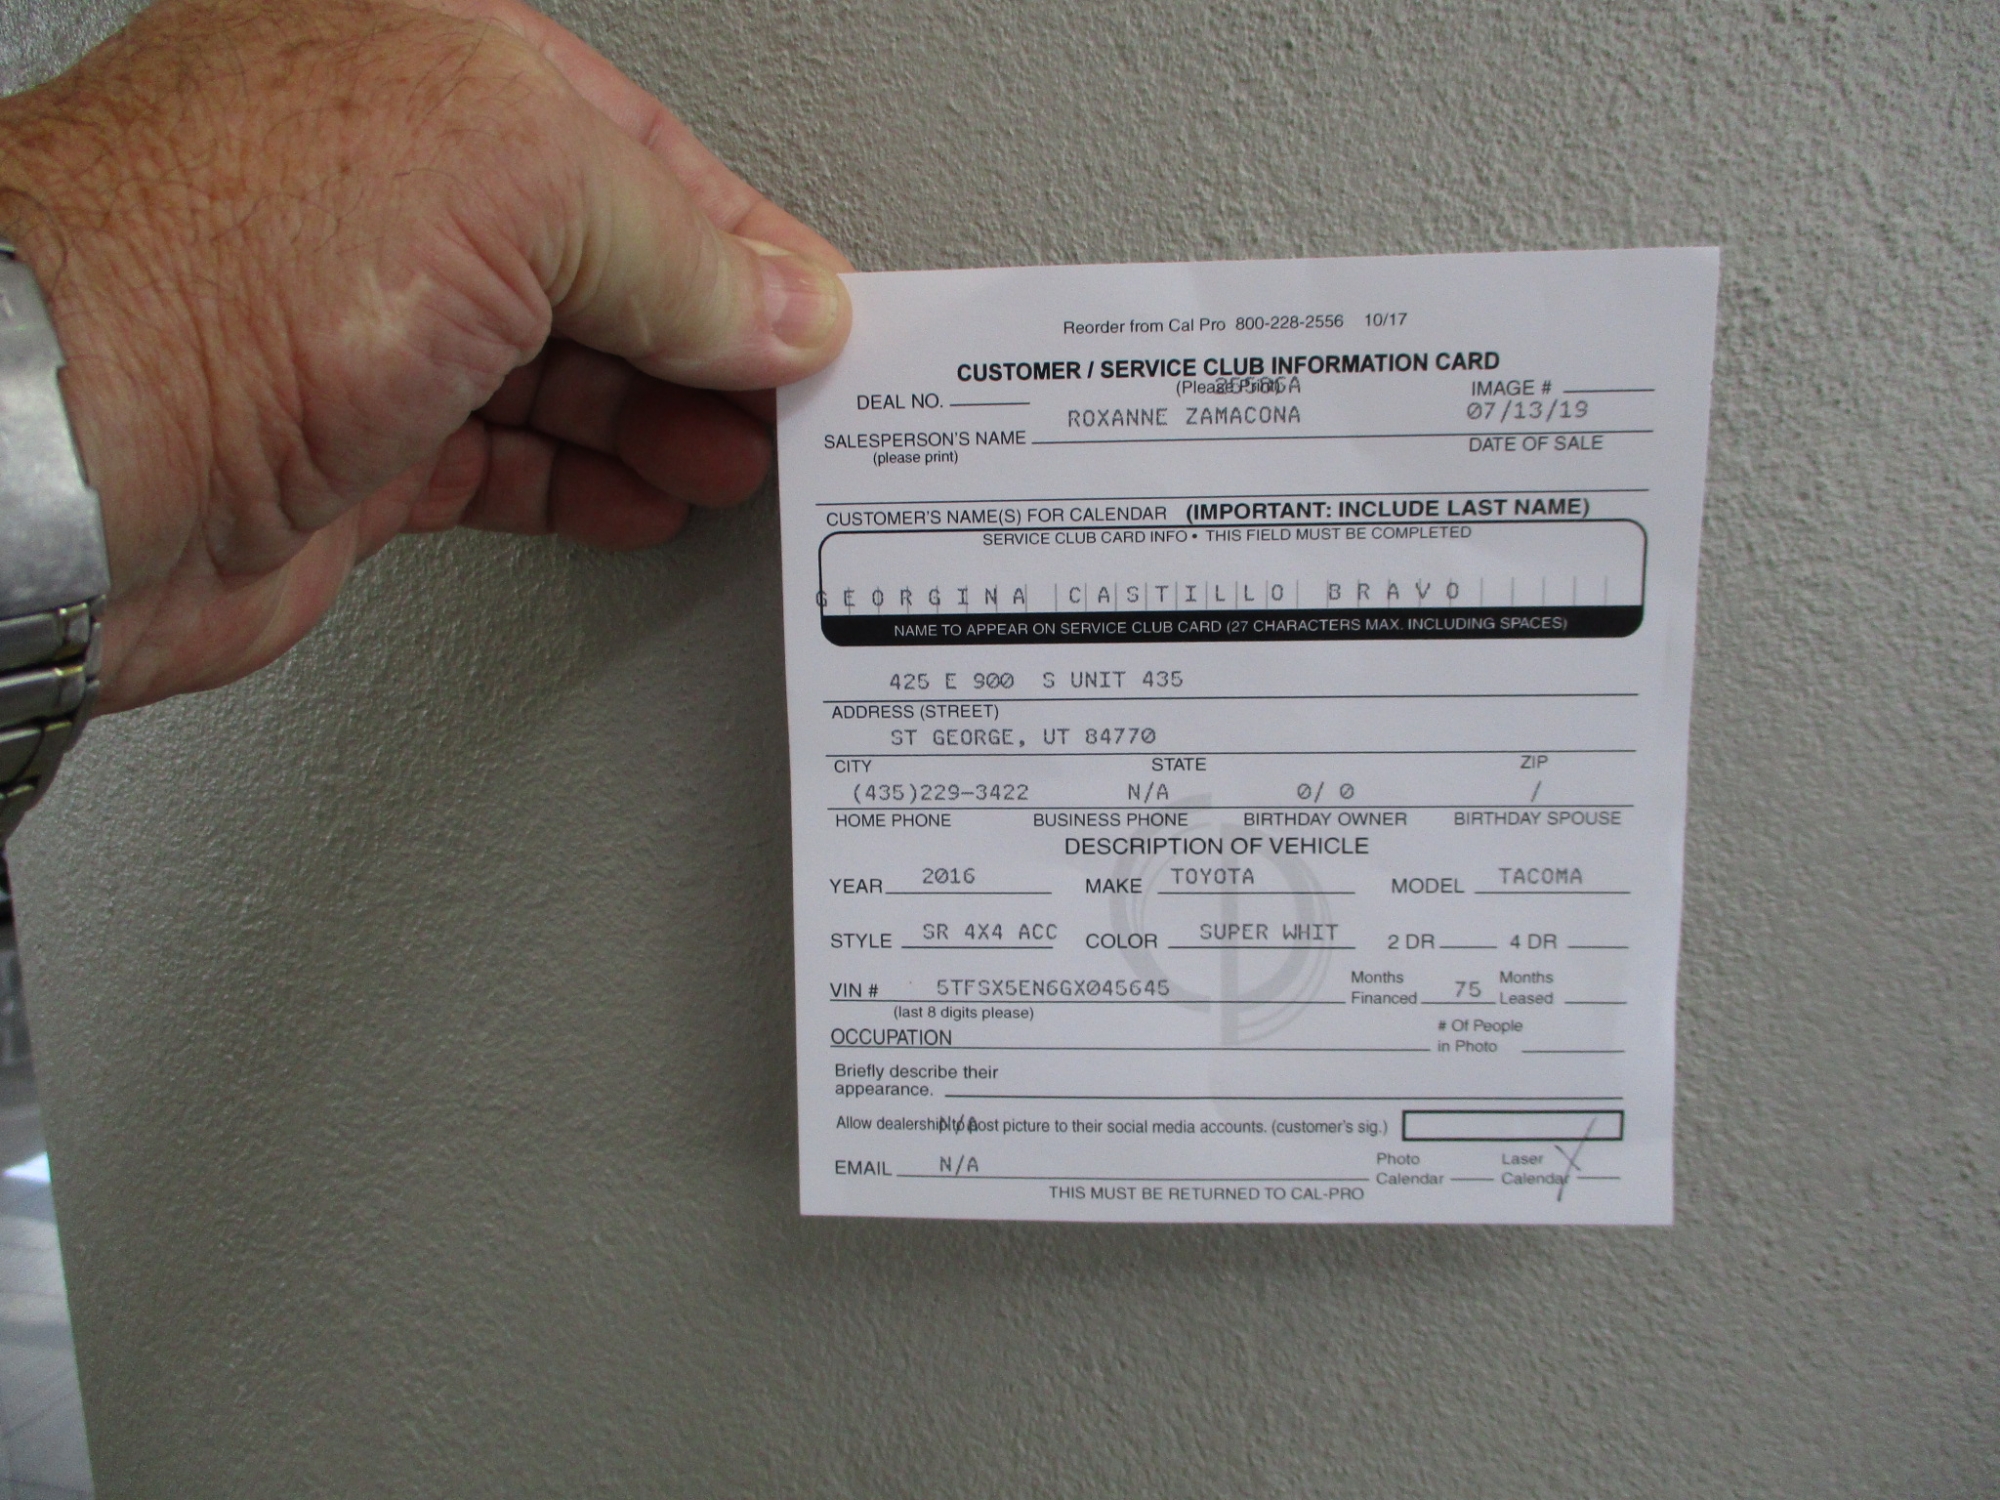 Reorder from Cal Pro 800-228-2556 10/17
CUSTOMER / SERVICE CLUB INFORMATION CARD
(Please Print)
DEAL NO. IMAGE #
ROXANNE ZAMACONA 07/13/19
SALESPERSON'S NAME DATE OF SALE
(please print)
CUSTOMER'S NAME(S) FOR CALENDAR (IMPORTANT: INCLUDE LAST NAME)
SERVICE CLUB CARD INFO • THIS FIELD MUST BE COMPLETED
GEORGINA CASTILLO BRAVO
NAME TO APPEAR ON SERVICE CLUB CARD (27 CHARACTERS MAX. INCLUDING SPACES)
425 E 900 S UNIT 435
ADDRESS (STREET)
ST GEORGE, UT 84770
CITY STATE ZIP
(435)229-3422 N/A 0/ 0 /
HOME PHONE BUSINESS PHONE BIRTHDAY OWNER BIRTHDAY SPOUSE
DESCRIPTION OF VEHICLE
YEAR 2016 MAKE TOYOTA MODEL TACOMA
STYLE SR 4X4 ACC COLOR SUPER WHIT 2 DR 4 DR
VIN # 5TFSX5EN6GX045645 Months Financed 75 Months Leased
(last 8 digits please)
OCCUPATION # Of People in Photo
Briefly describe their
appearance.
Allow dealership to post picture to their social media accounts. (customer's sig.)
N/A
EMAIL N/A Photo Calendar Laser Calendar X
THIS MUST BE RETURNED TO CAL-PRO